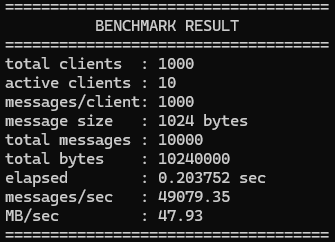 ====================================
BENCHMARK RESULT
====================================
total clients  : 1000
active clients : 10
messages/client: 1000
message size   : 1024 bytes
total messages : 10000
total bytes    : 10240000
elapsed        : 0.203752 sec
messages/sec   : 49079.35
MB/sec         : 47.93
====================================